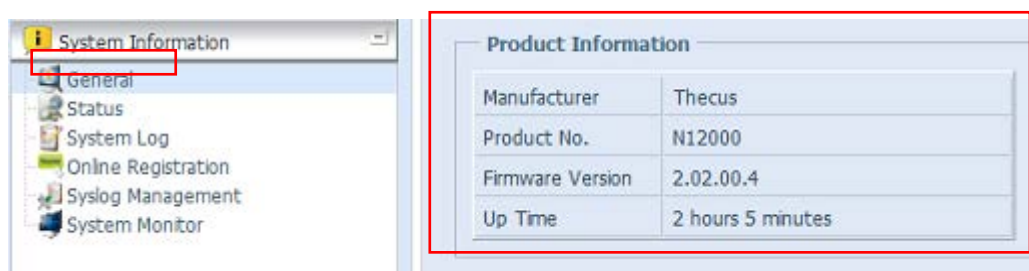 System Information
General
Status
System Log
Online Registration
Syslog Management
System Monitor
Product Information
Manufacturer Thecus
Product No. N12000
Firmware Version 2.02.00.4
Up Time 2 hours 5 minutes